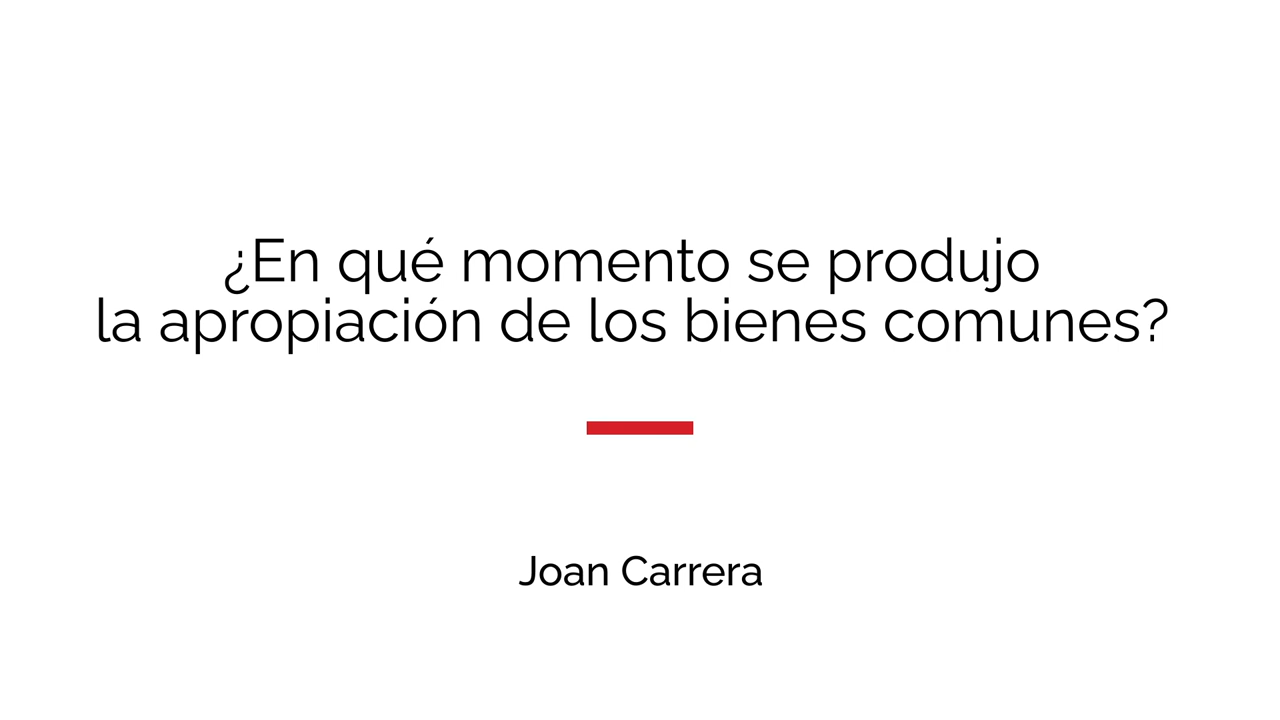 ¿En qué momento se produjo
la apropiación de los bienes comunes?
Joan Carrera